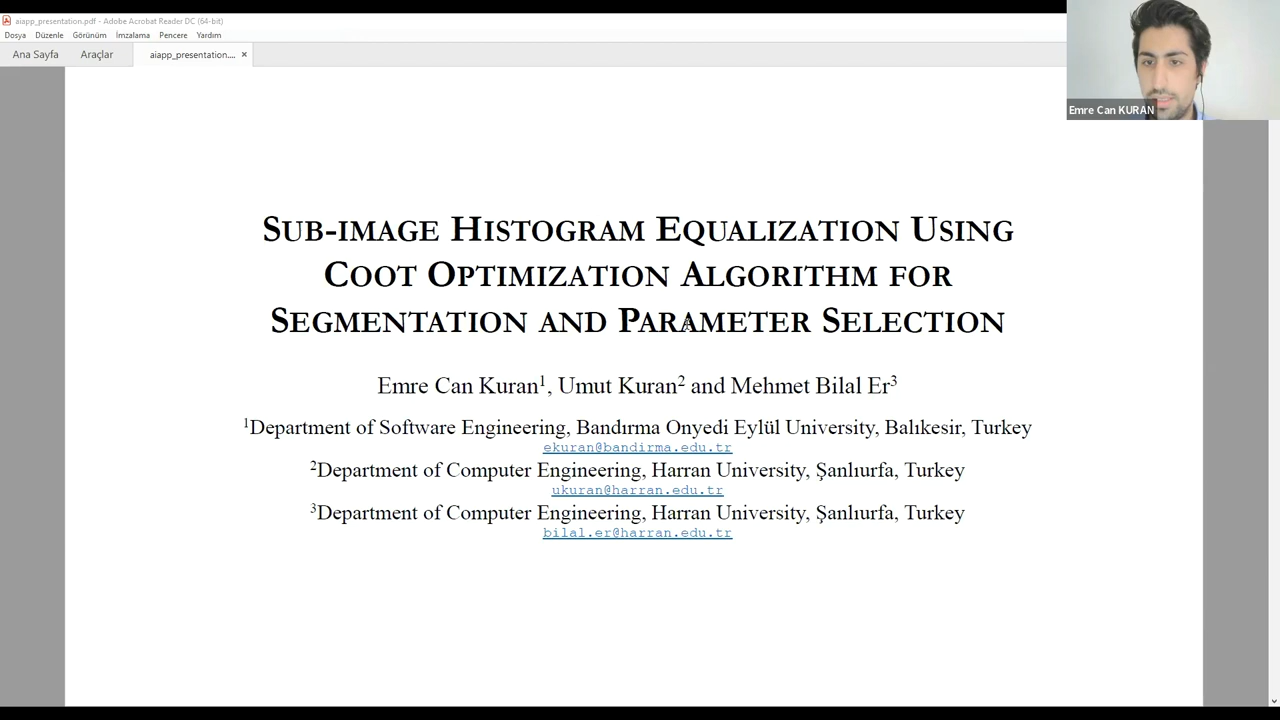 aiapp_presentation.pdf - Adobe Acrobat Reader DC (64-bit)
Dosya Düzenle Görünüm İmzalama Pencere Yardım
Ana Sayfa Araçlar aiapp_presentation.... ×
Emre Can KURAN
SUB-IMAGE HISTOGRAM EQUALIZATION USING
COOT OPTIMIZATION ALGORITHM FOR
SEGMENTATION AND PARAMETER SELECTION
Emre Can Kuran1, Umut Kuran2 and Mehmet Bilal Er3
1Department of Software Engineering, Bandırma Onyedi Eylül University, Balıkesir, Turkey
ekuran@bandirma.edu.tr
2Department of Computer Engineering, Harran University, Şanlıurfa, Turkey
ukuran@harran.edu.tr
3Department of Computer Engineering, Harran University, Şanlıurfa, Turkey
bilal.er@harran.edu.tr